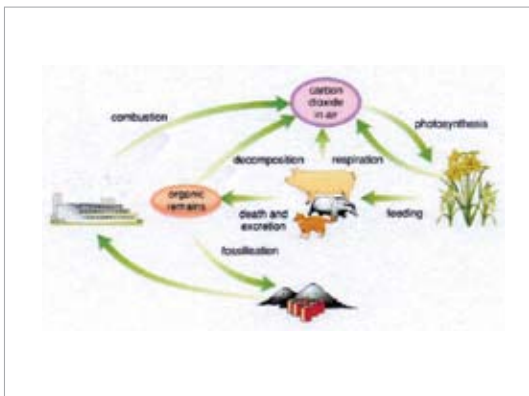 carbon
dioxide
in air
combustion
photosynthesis
decomposition
respiration
organic
remains
death and
excretion
feeding
fossilisation